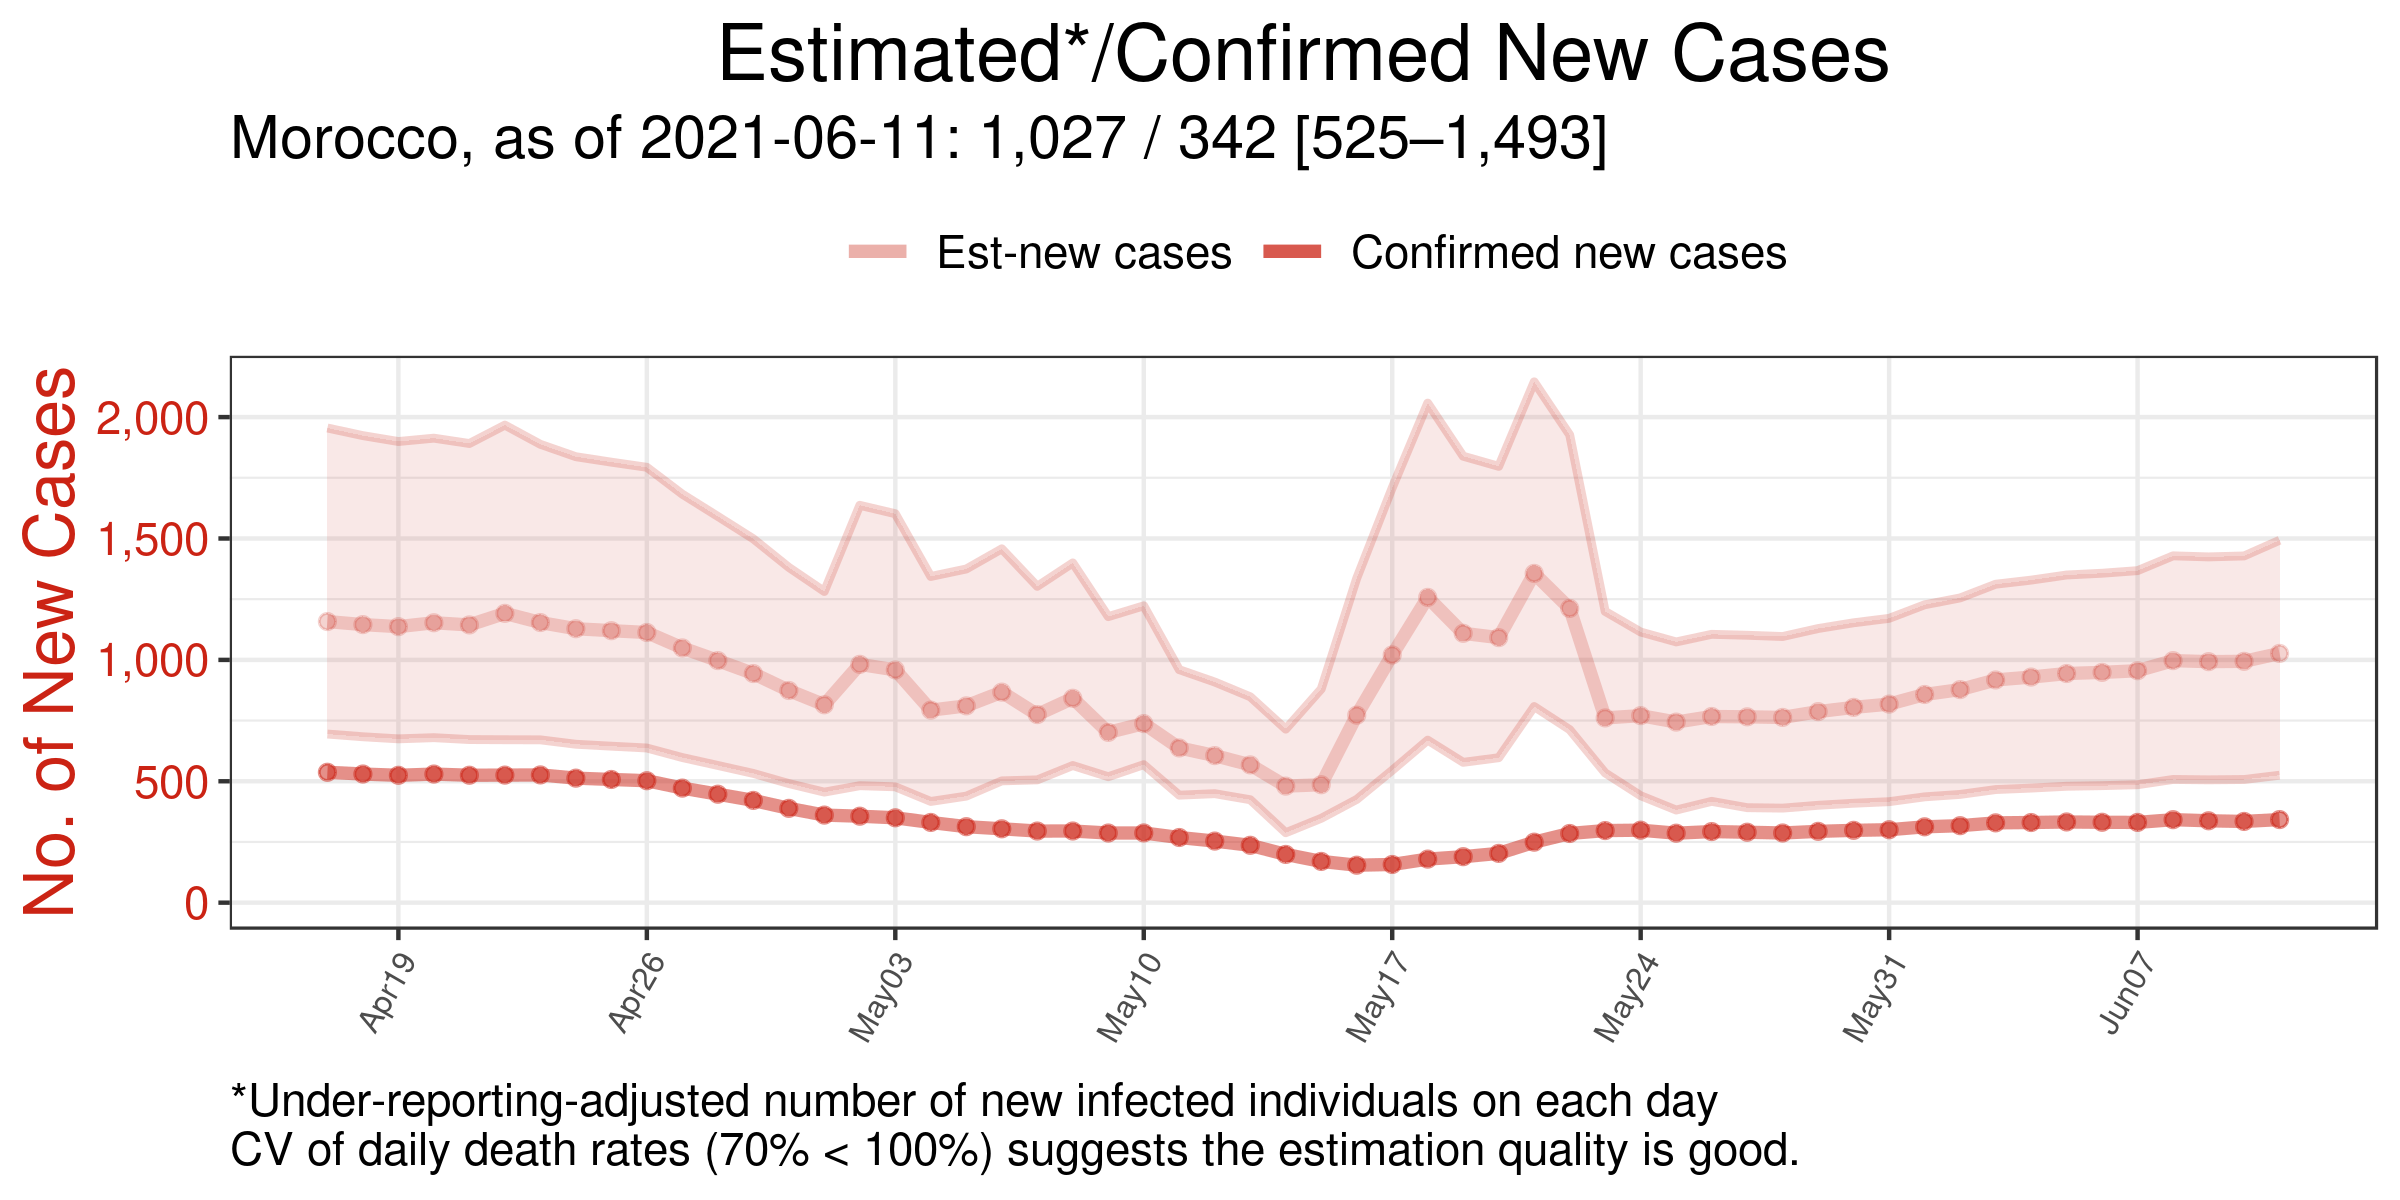 Estimated*/Confirmed New Cases
Morocco, as of 2021-06-11: 1,027 / 342 [525–1,493]
Est-new cases
Confirmed new cases
No. of New Cases
2,000
1,500
1,000
500
0
Apr19
Apr26
May03
May10
May17
May24
May31
Jun07
*Under-reporting-adjusted number of new infected individuals on each day
CV of daily death rates (70% < 100%) suggests the estimation quality is good.